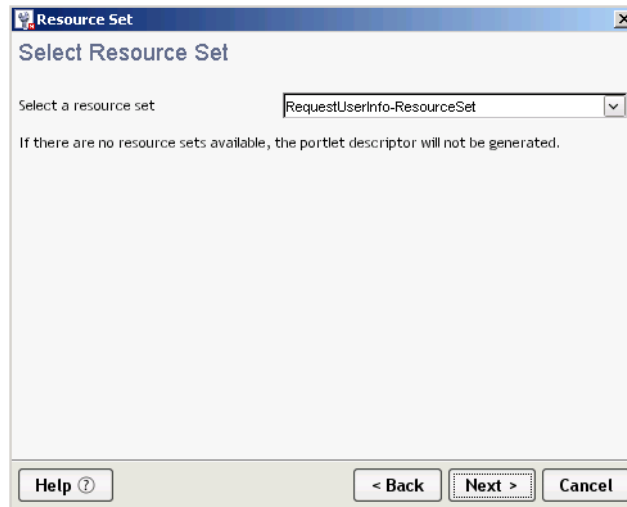 Resource Set
Select Resource Set
Select a resource set
RequestUserInfo-ResourceSet
If there are no resource sets available, the portlet descriptor will not be generated.
Help ?
< Back
Next >
Cancel